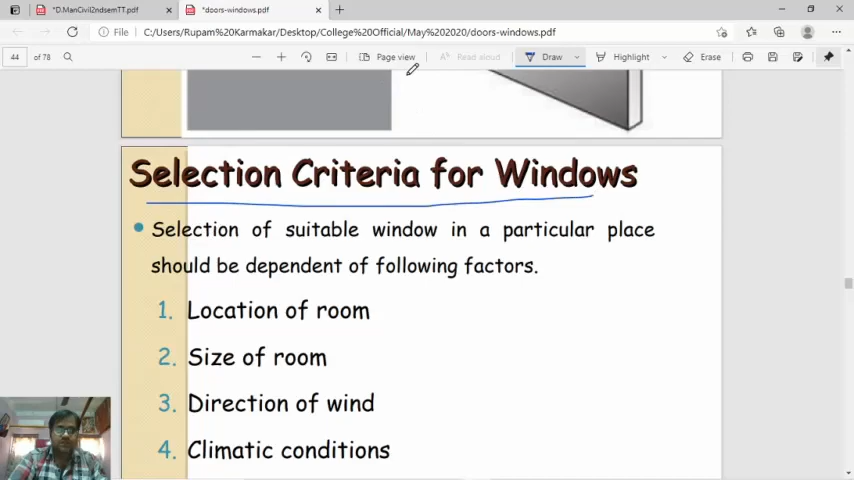 *D.ManCivil2ndsemTT.pdf
*doors-windows.pdf
File C:/Users/Rupam%20Karmakar/Desktop/College%20Official/May%202020/doors-windows.pdf
44 of 78 Page view Read aloud Draw Highlight Erase
Selection Criteria for Windows
Selection of suitable window in a particular place
should be dependent of following factors.
1. Location of room
2. Size of room
3. Direction of wind
4. Climatic conditions